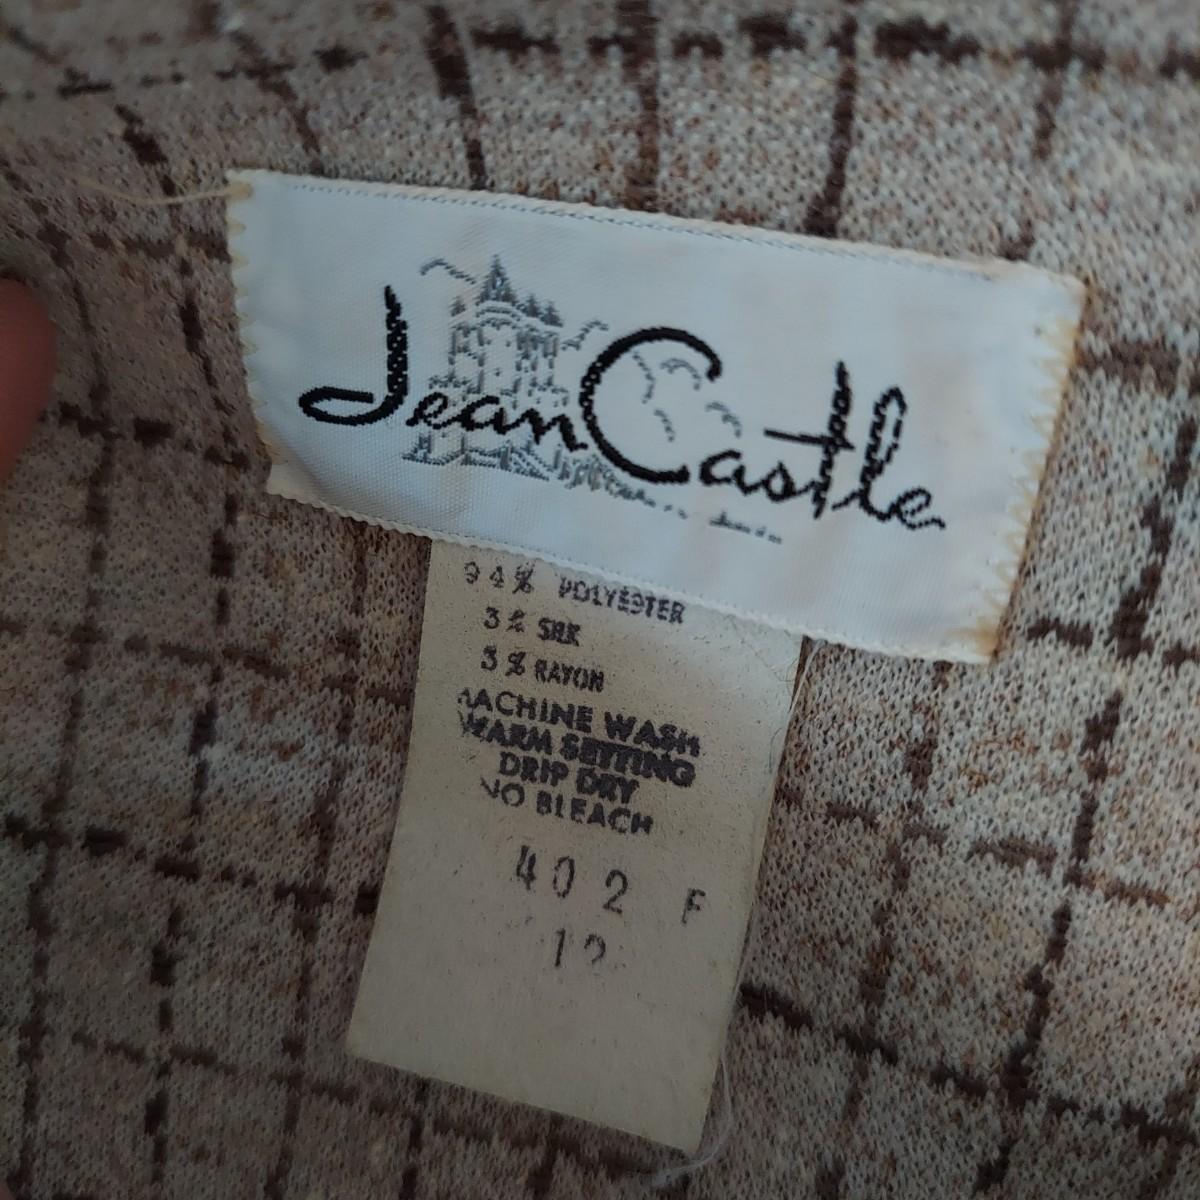 Jean Castle
94% POLYESTER
3% SILK
3% RAYON
MACHINE WASH
WARM SETTING
DRIP DRY
NO BLEACH
402 F
12